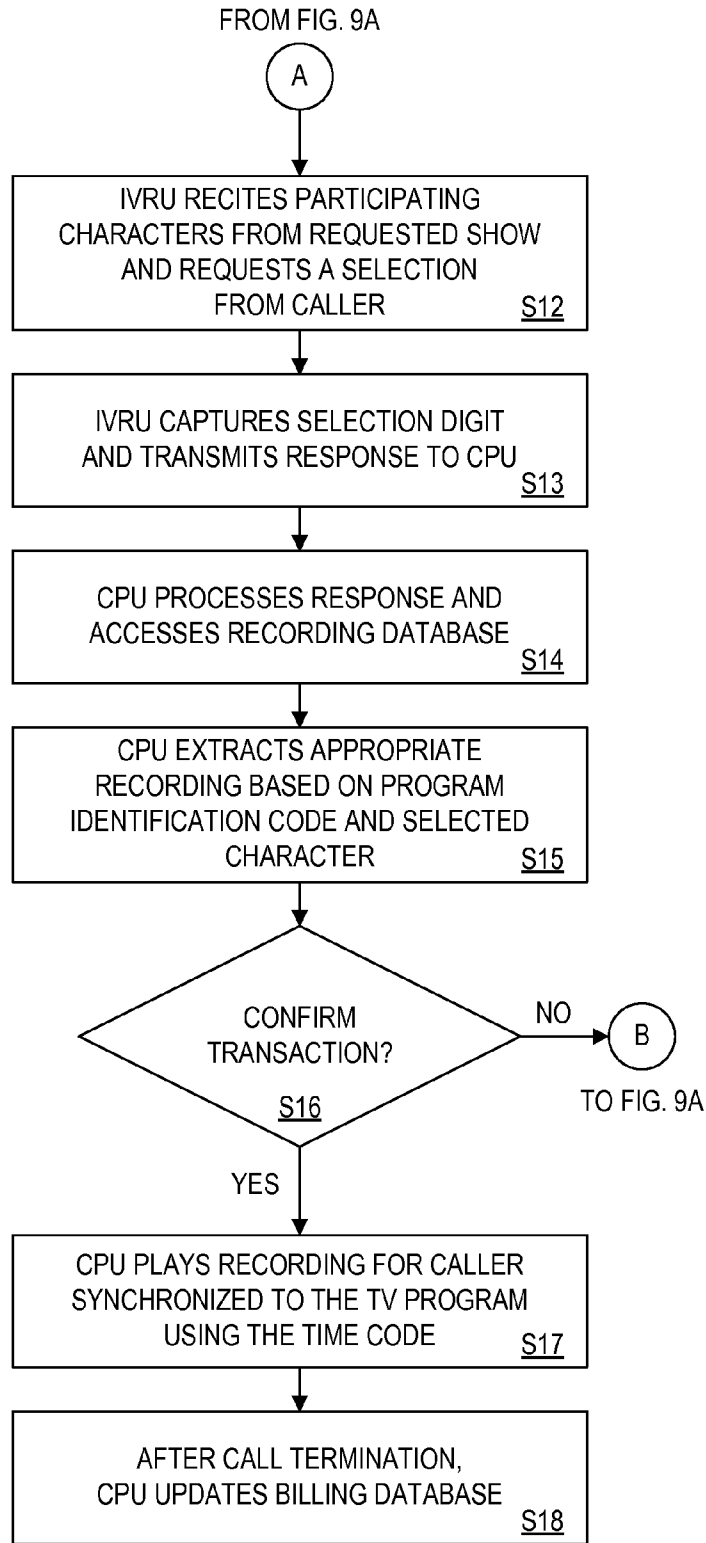 FROM FIG. 9A
A
IVRU RECITES PARTICIPATING
CHARACTERS FROM REQUESTED SHOW
AND REQUESTS A SELECTION
FROM CALLER
S12
IVRU CAPTURES SELECTION DIGIT
AND TRANSMITS RESPONSE TO CPU
S13
CPU PROCESSES RESPONSE AND
ACCESSES RECORDING DATABASE
S14
CPU EXTRACTS APPROPRIATE
RECORDING BASED ON PROGRAM
IDENTIFICATION CODE AND SELECTED
CHARACTER
S15
CONFIRM
TRANSACTION?
S16
NO
B
TO FIG. 9A
YES
CPU PLAYS RECORDING FOR CALLER
SYNCHRONIZED TO THE TV PROGRAM
USING THE TIME CODE
S17
AFTER CALL TERMINATION,
CPU UPDATES BILLING DATABASE
S18